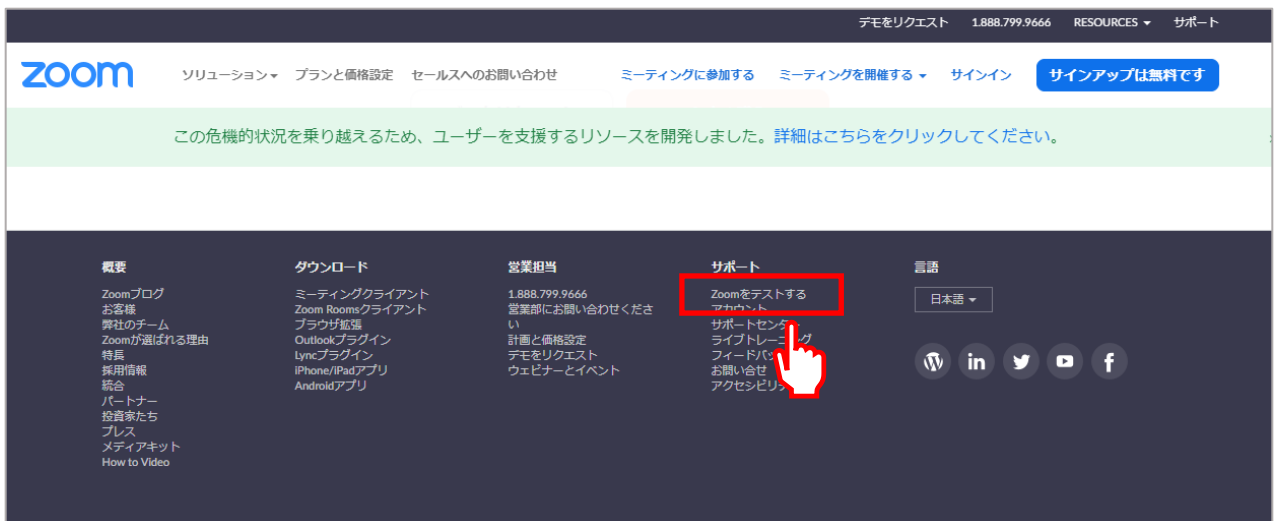 デモをリクエスト 1.888.799.9666 RESOURCES サポート
zoom ソリューション プランと価格設定 セールスへのお問い合わせ ミーティングに参加する ミーティングを開催する サインイン サインアップは無料です
この危機的状況を乗り越えるため、ユーザーを支援するリソースを開発しました。詳細はこちらをクリックしてください。
概要
Zoomブログ
お客様
弊社のチーム
Zoomが選ばれる理由
特長
採用情報
統合
パートナー
投資家たち
プレス
メディアキット
How to Video
ダウンロード
ミーティングクライアント
Zoom Roomsクライアント
ブラウザ拡張
Outlookプラグイン
Lyncプラグイン
iPhone/iPadアプリ
Androidアプリ
営業担当
1.888.799.9666
営業部にお問い合わせくださ
い
計画と価格設定
デモをリクエスト
ウェビナーとイベント
サポート
Zoomをテストする
アカウント
サポートセンター
ライブトレーニング
フィードバッ
お問い合せ
アクセシビリテ
言語
日本語
in
f